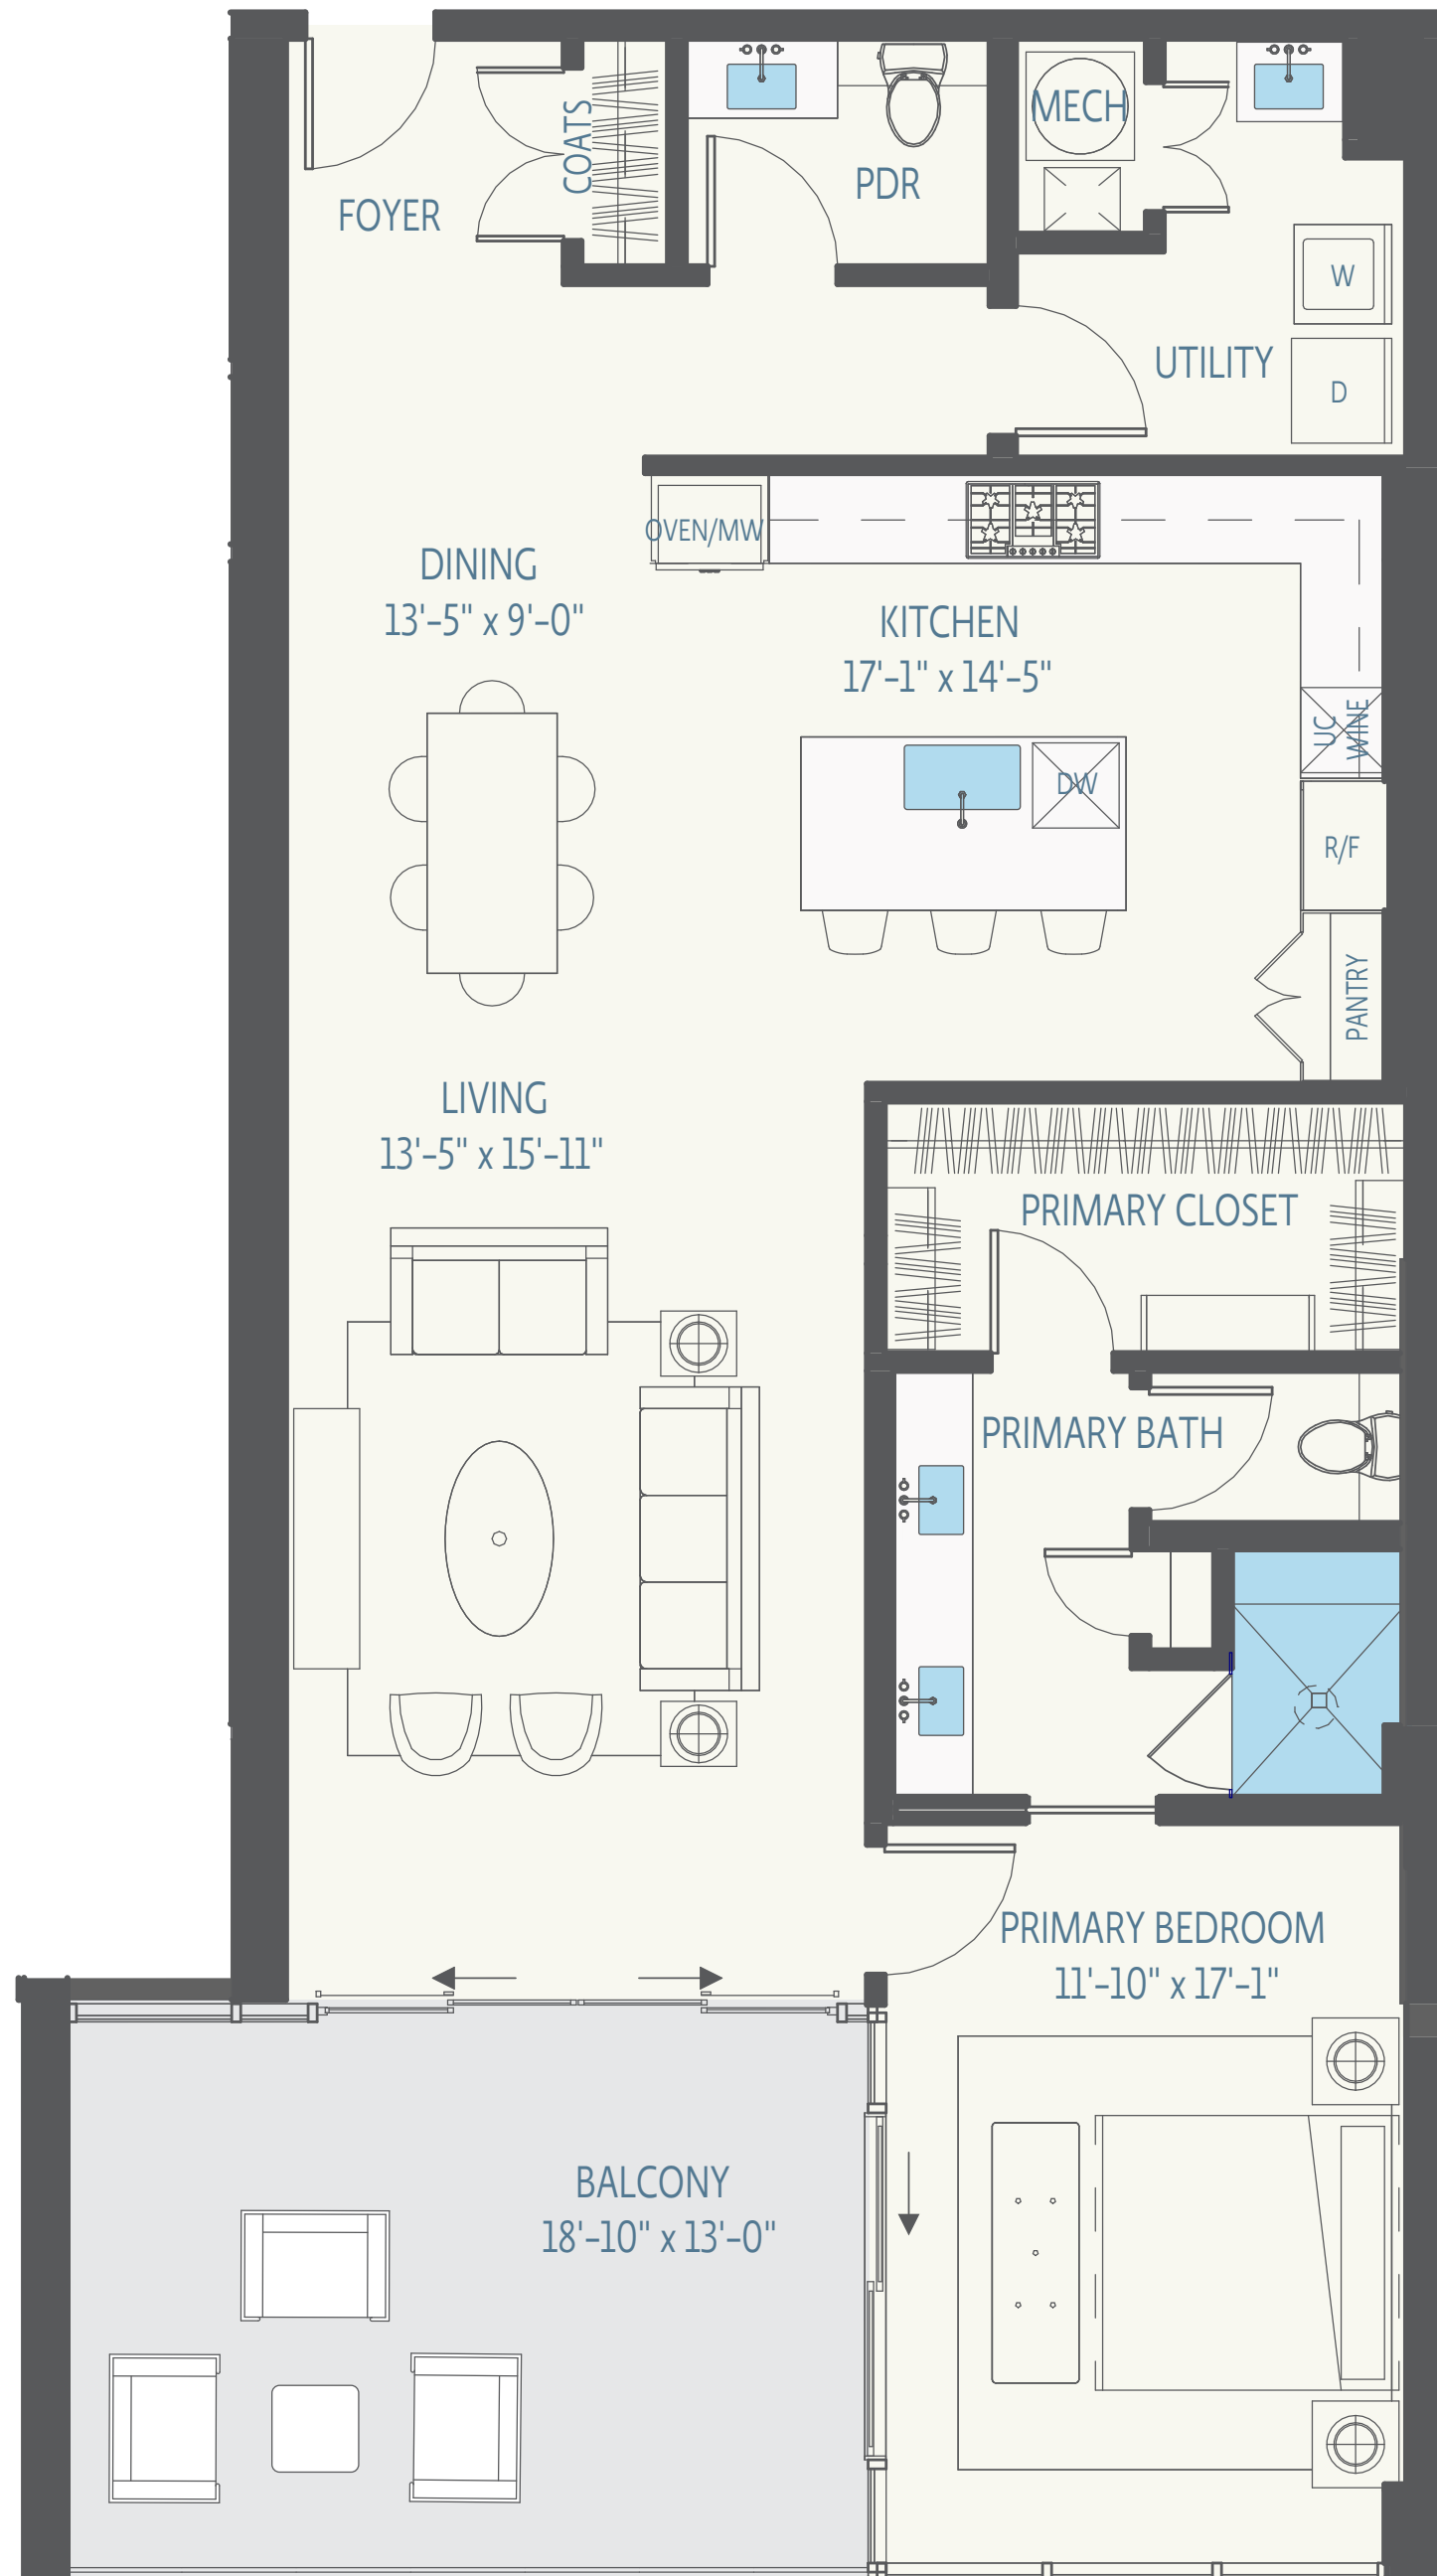 MECH
COATS
PDR
FOYER
W
UTILITY
D
OVEN/MW
DINING
13'-5" x 9'-0"
KITCHEN
17'-1" x 14'-5"
UC
WINE
DW
R/F
PANTRY
LIVING
13'-5" x 15'-11"
PRIMARY CLOSET
PRIMARY BATH
PRIMARY BEDROOM
11'-10" x 17'-1"
BALCONY
18'-10" x 13'-0"